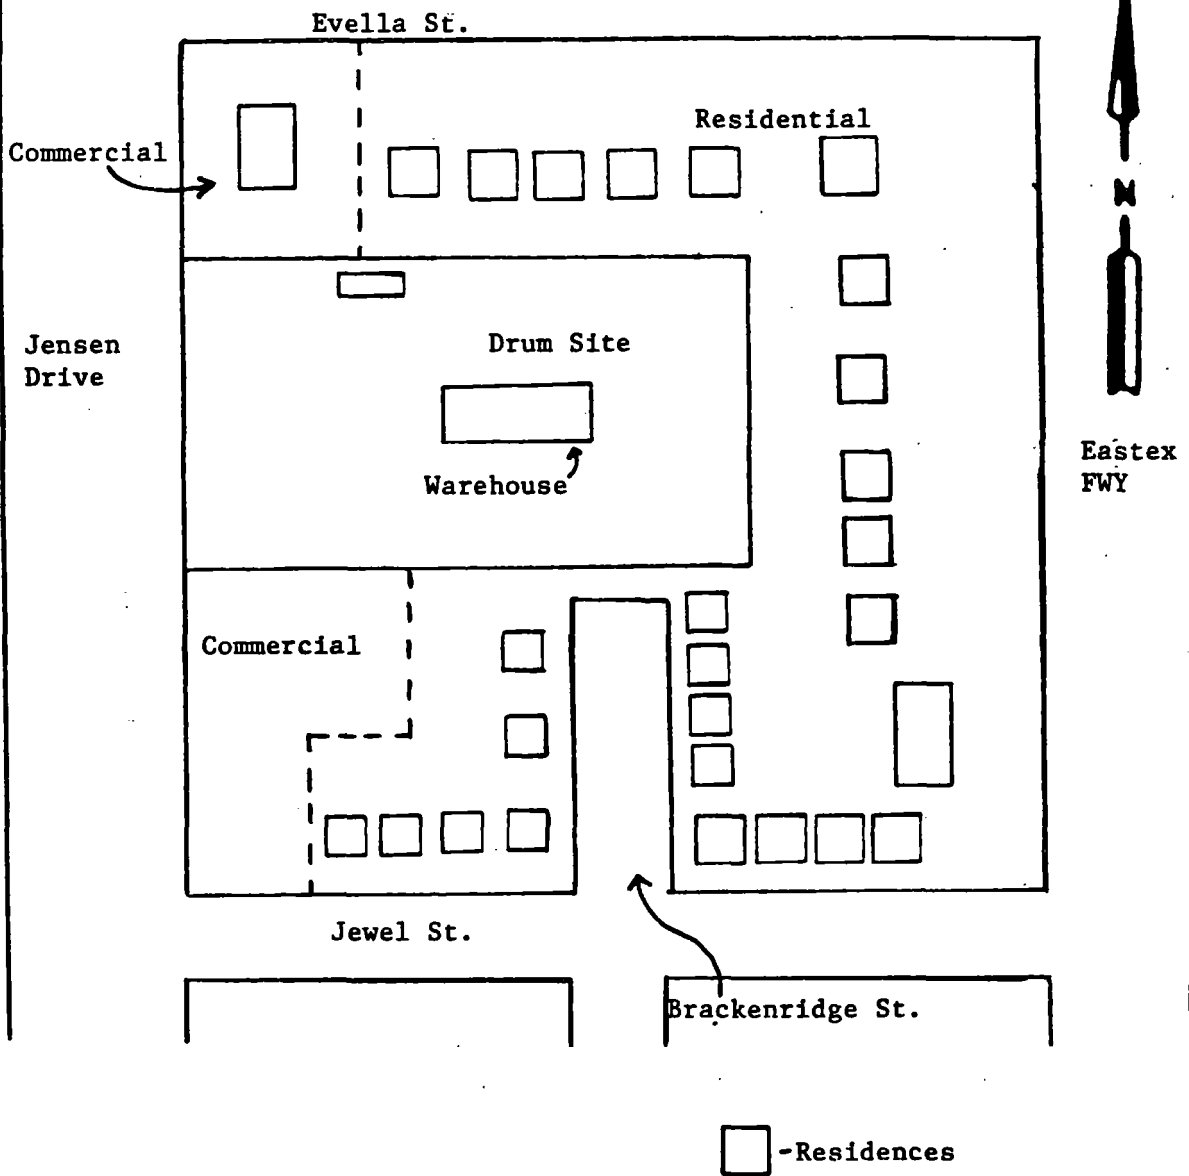 Evella St.
Residential
Commercial
Jensen
Drive
Drum Site
N
Eastex
FWY
Warehouse
Commercial
Jewel St.
Brackenridge St.
-Residences